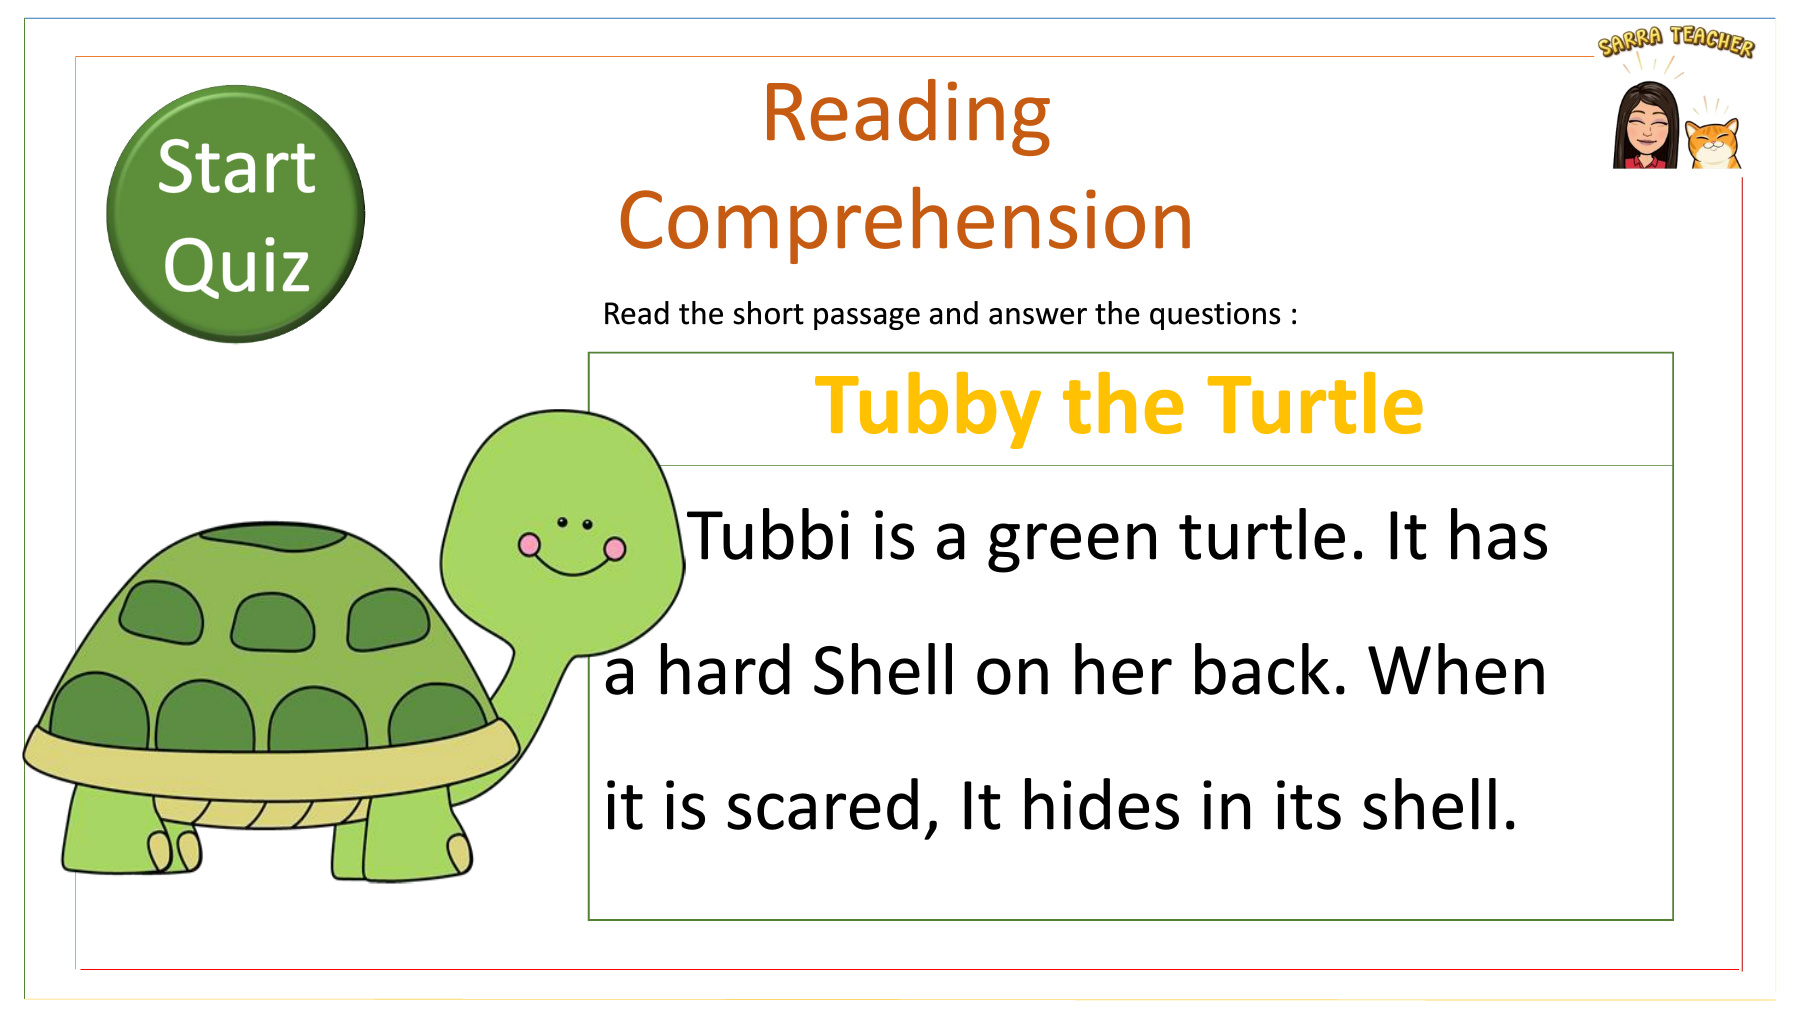 SARRA TEACHER
Start
Quiz
Reading
Comprehension
Read the short passage and answer the questions :
Tubby the Turtle
Tubbi is a green turtle. It has
a hard Shell on her back. When
it is scared, It hides in its shell.